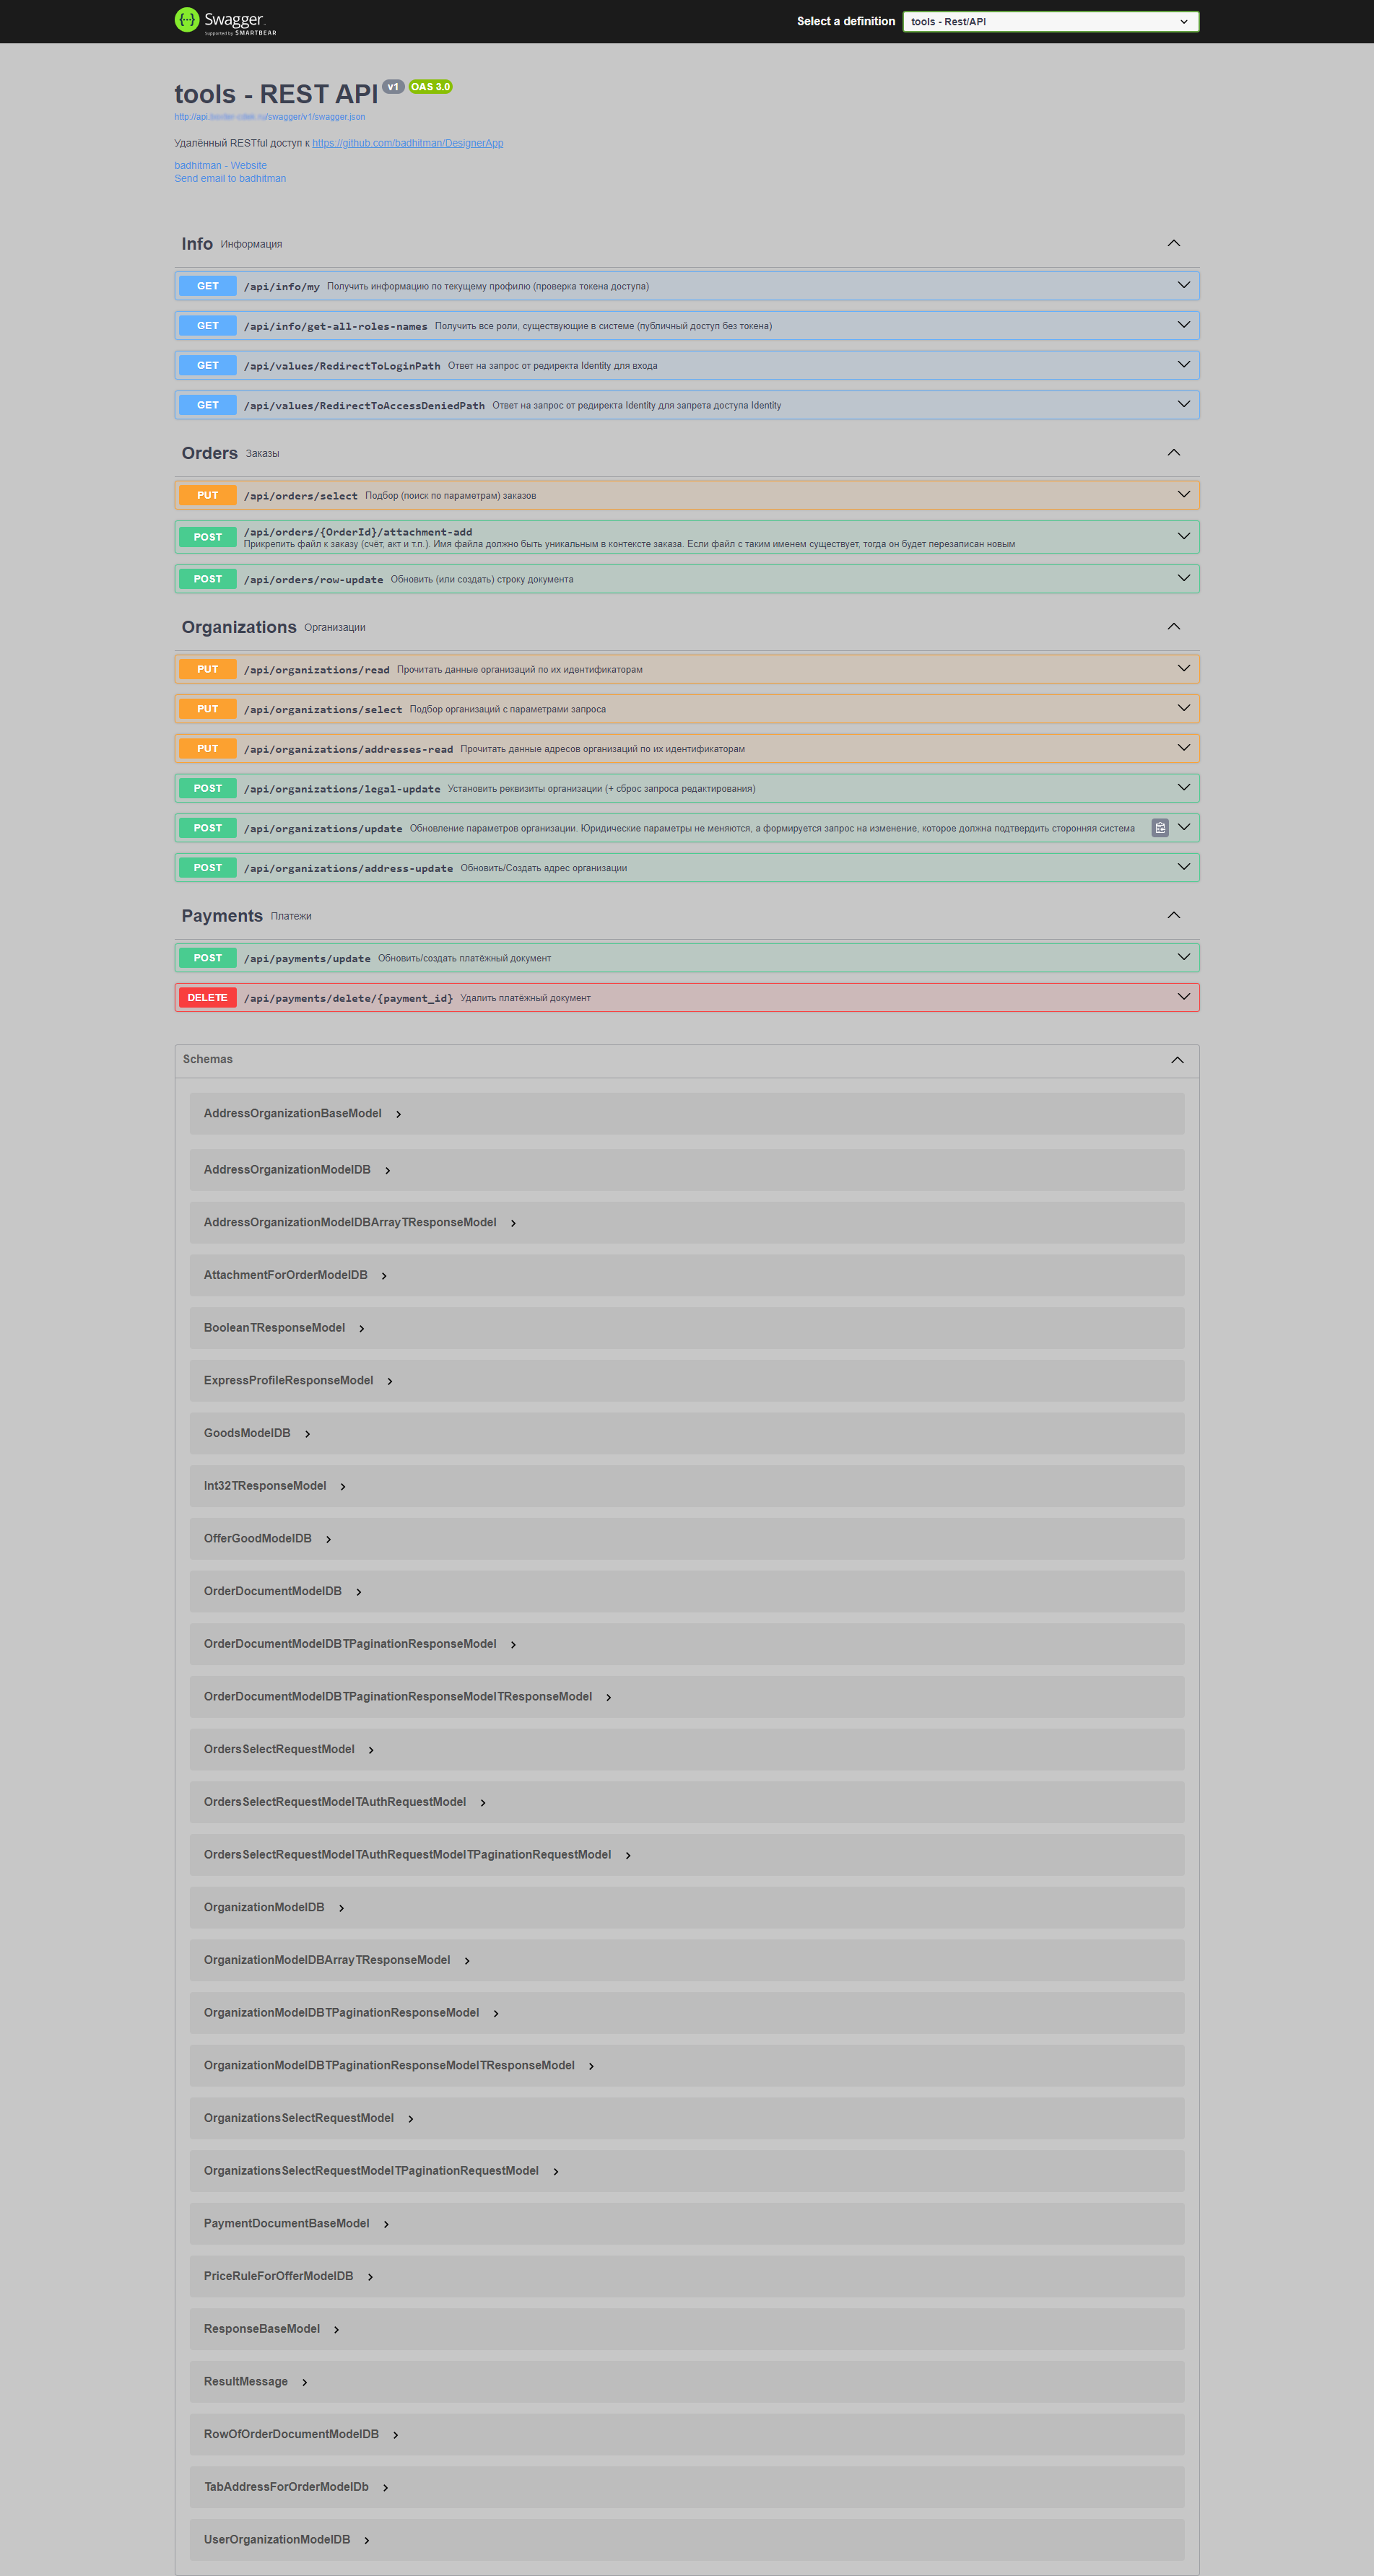 Swagger
Supported by SMARTBEAR
Select a definition
tools - Rest/API
tools - REST API v1 OAS 3.0
http://api. /swagger/v1/swagger.json
Удалённый RESTful доступ к https://github.com/badhitman/DesignerApp
badhitman - Website
Send email to badhitman
Info Информация
GET /api/info/my Получить информацию по текущему профилю (проверка токена доступа)
GET /api/info/get-all-roles-names Получить все роли, существующие в системе (публичный доступ без токена)
GET /api/values/RedirectToLoginPath Ответ на запрос от редиректа Identity для входа
GET /api/values/RedirectToAccessDeniedPath Ответ на запрос от редиректа Identity для запрета доступа Identity
Orders Заказы
PUT /api/orders/select Подбор (поиск по параметрам) заказов
POST /api/orders/{OrderId}/attachment-add
Прикрепить файл к заказу (счёт, акт и т.п.). Имя файла должно быть уникальным в контексте заказа. Если файл с таким именем существует, тогда он будет перезаписан новым
POST /api/orders/row-update Обновить (или создать) строку документа
Organizations Организации
PUT /api/organizations/read Прочитать данные организаций по их идентификаторам
PUT /api/organizations/select Подбор организаций с параметрами запроса
PUT /api/organizations/addresses-read Прочитать данные адресов организаций по их идентификаторам
POST /api/organizations/legal-update Установить реквизиты организации (+ сброс запроса редактирования)
POST /api/organizations/update Обновление параметров организации. Юридические параметры не меняются, а формируется запрос на изменение, которое должна подтвердить сторонняя система
POST /api/organizations/address-update Обновить/Создать адрес организации
Payments Платежи
POST /api/payments/update Обновить/создать платёжный документ
DELETE /api/payments/delete/{payment_id} Удалить платёжный документ
Schemas
AddressOrganizationBaseModel
AddressOrganizationModelDB
AddressOrganizationModelDBArrayTResponseModel
AttachmentForOrderModelDB
BooleanTResponseModel
ExpressProfileResponseModel
GoodsModelDB
Int32TResponseModel
OfferGoodModelDB
OrderDocumentModelDB
OrderDocumentModelDBTPaginationResponseModel
OrderDocumentModelDBTPaginationResponseModelTResponseModel
OrdersSelectRequestModel
OrdersSelectRequestModelTAuthRequestModel
OrdersSelectRequestModelTAuthRequestModelTPaginationRequestModel
OrganizationModelDB
OrganizationModelDBArrayTResponseModel
OrganizationModelDBTPaginationResponseModel
OrganizationModelDBTPaginationResponseModelTResponseModel
OrganizationsSelectRequestModel
OrganizationsSelectRequestModelTPaginationRequestModel
PaymentDocumentBaseModel
PriceRuleForOfferModelDB
ResponseBaseModel
ResultMessage
RowOfOrderDocumentModelDB
TabAddressForOrderModelDb
UserOrganizationModelDB